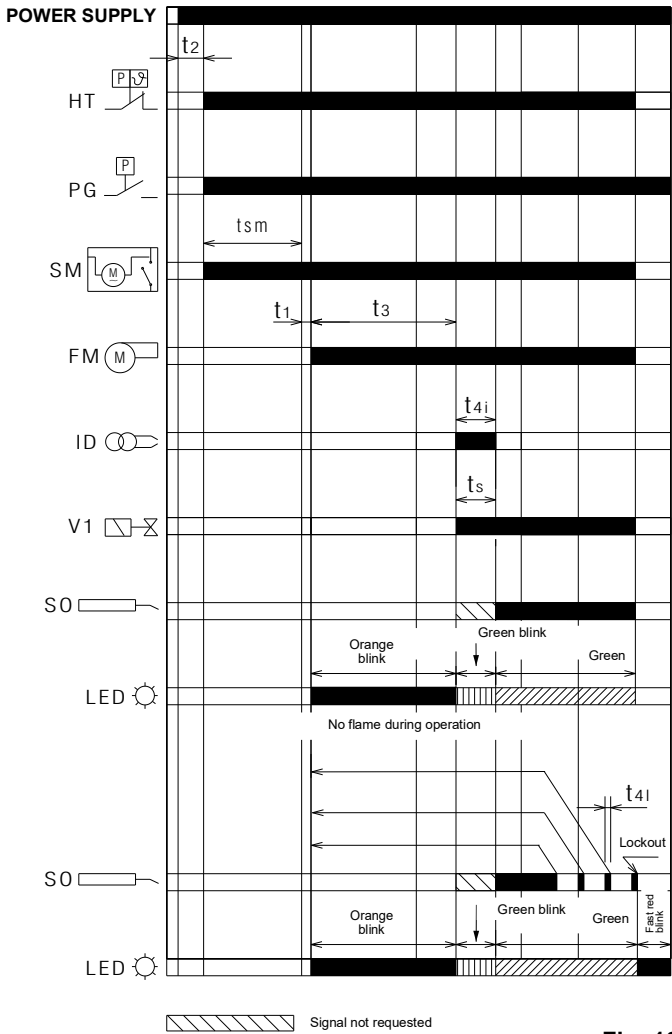 POWER SUPPLY
t2
P ϑ
HT
P
PG
tsm
SM M
t1 t3
FM M
t4i
ID
ts
V1
SO
Orange
blink
Green blink
Green
LED
No flame during operation
t4l
Lockout
SO
Orange
blink
Green blink
Green
Fast red
blink
LED
Signal not requested